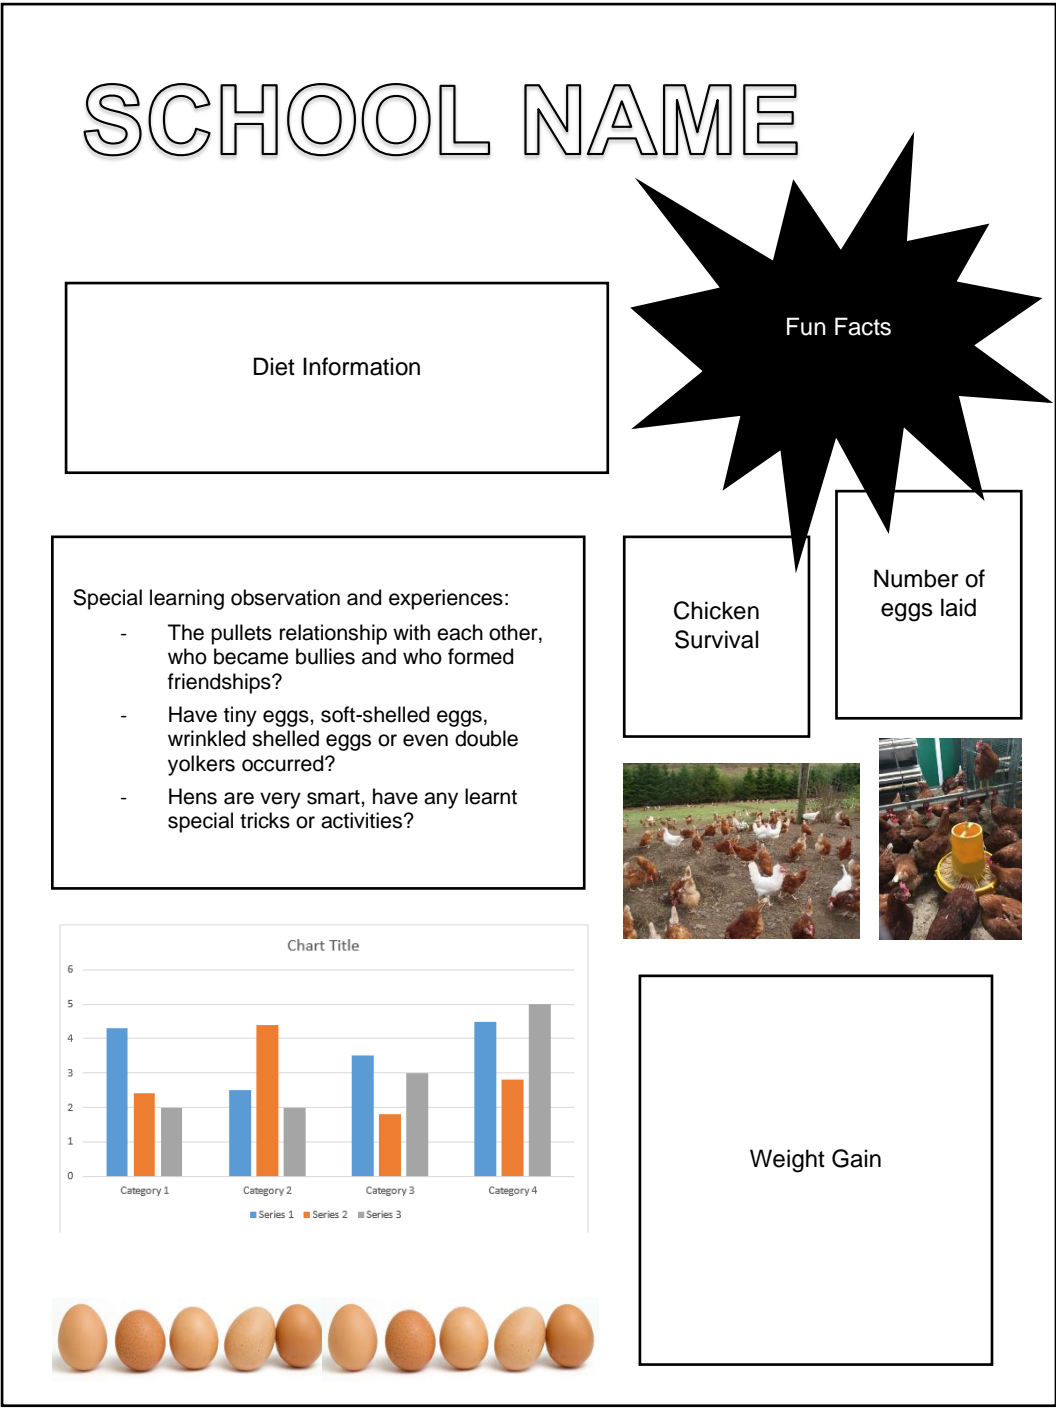 SCHOOL NAME
Fun Facts
Diet Information
Special learning observation and experiences:
- The pullets relationship with each other,
who became bullies and who formed
friendships?
- Have tiny eggs, soft-shelled eggs,
wrinkled shelled eggs or even double
yolkers occurred?
- Hens are very smart, have any learnt
special tricks or activities?
Chicken
Survival
Number of
eggs laid
Chart Title
6
5
4
3
2
1
0
Category 1 Category 2 Category 3 Category 4
Series 1 Series 2 Series 3
Weight Gain